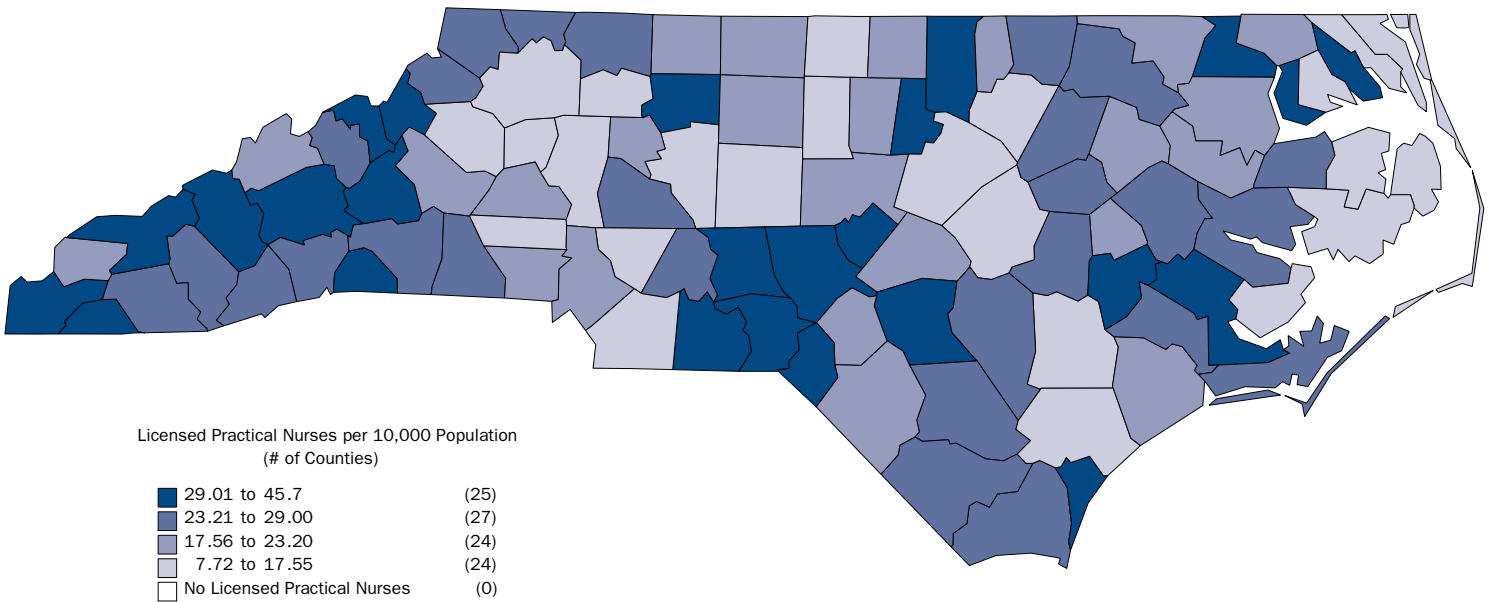 Licensed Practical Nurses per 10,000 Population
(# of Counties)
29.01 to 45.7 (25)
23.21 to 29.00 (27)
17.56 to 23.20 (24)
7.72 to 17.55 (24)
No Licensed Practical Nurses (0)